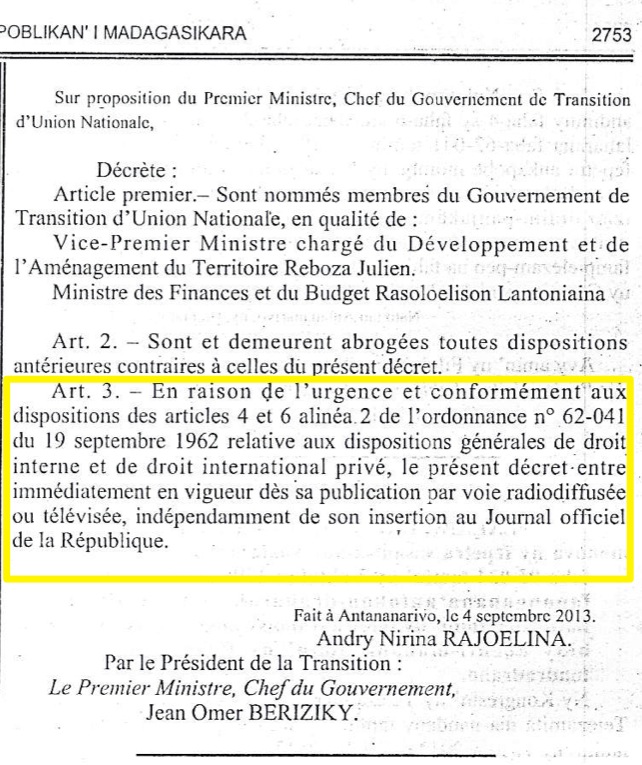 POBLIKAN' I MADAGASIKARA 2753
Sur proposition du Premier Ministre, Chef du Gouvernement de Transition
d'Union Nationale,
Décrète :
Article premier.– Sont nommés membres du Gouvernement de
Transition d'Union Nationale, en qualité de :
Vice-Premier Ministre chargé du Développement et de
l'Aménagement du Territoire Reboza Julien.
Ministre des Finances et du Budget Rasoloelison Lantoniaina
Art. 2. – Sont et demeurent abrogées toutes dispositions
antérieures contraires à celles du présent décret.
Art. 3. – En raison de l'urgence et conformément aux
dispositions des articles 4 et 6 alinéa 2 de l'ordonnance n° 62-041
du 19 septembre 1962 relative aux dispositions générales de droit
interne et de droit international privé, le présent décret entre
immédiatement en vigueur dès sa publication par voie radiodiffusée
ou télévisée, indépendamment de son insertion au Journal officiel
de la République.
Fait à Antananarivo, le 4 septembre 2013.
Andry Nirina RAJOELINA.
Par le Président de la Transition :
Le Premier Ministre, Chef du Gouvernement,
Jean Omer BERIZIKY.